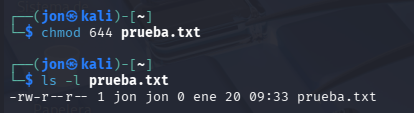 ┌──(jon㉿kali)-[~]
└─$ chmod 644 prueba.txt
┌──(jon㉿kali)-[~]
└─$ ls -l prueba.txt
-rw-r--r-- 1 jon jon 0 ene 20 09:33 prueba.txt